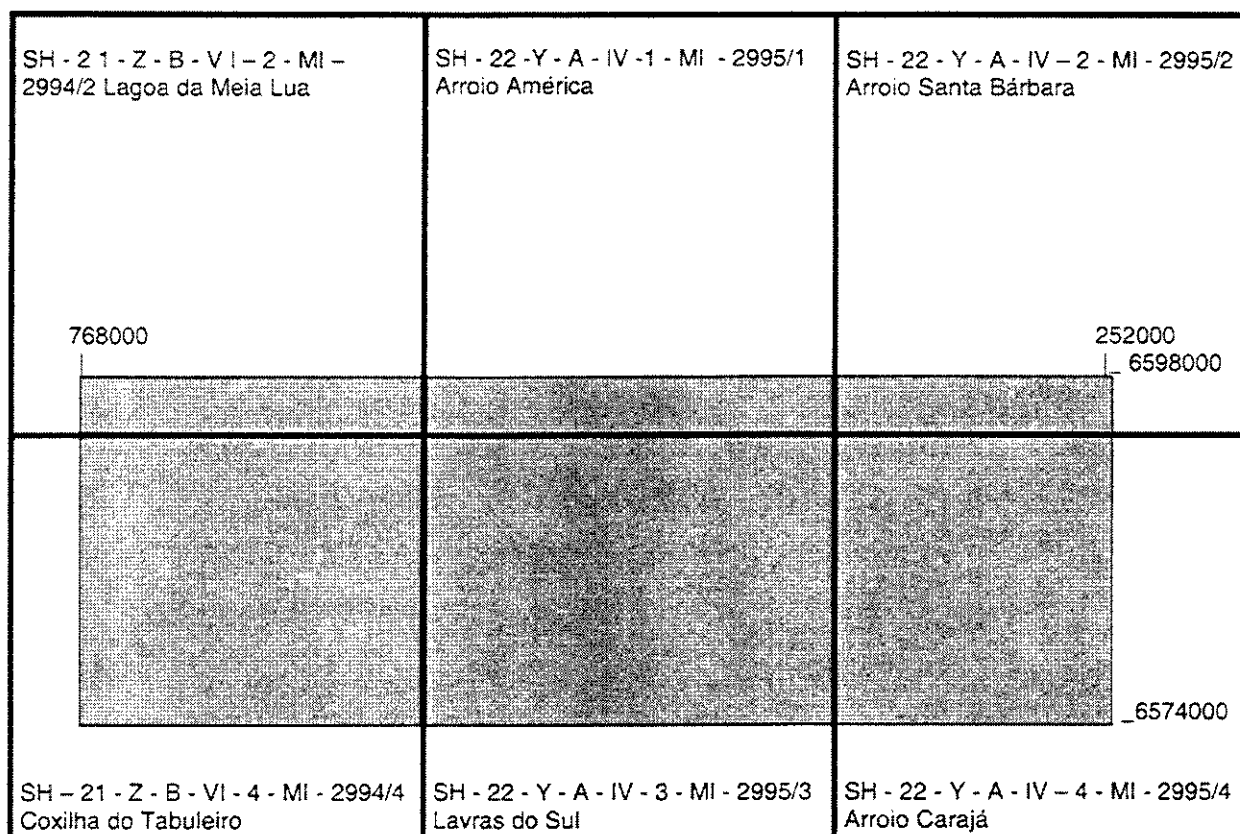 SH - 2 1 - Z - B - V I – 2 - MI –
2994/2 Lagoa da Meia Lua
SH - 22 -Y - A - IV -1 - MI - 2995/1
Arroio América
SH - 22 - Y - A - IV – 2 - MI - 2995/2
Arroio Santa Bárbara
768000
252000
_ 6598000
_6574000
SH – 21 - Z - B - VI - 4 - MI - 2994/4
Coxilha do Tabuleiro
SH - 22 - Y - A - IV - 3 - MI - 2995/3
Lavras do Sul
SH - 22 - Y - A - IV – 4 - MI - 2995/4
Arroio Carajá